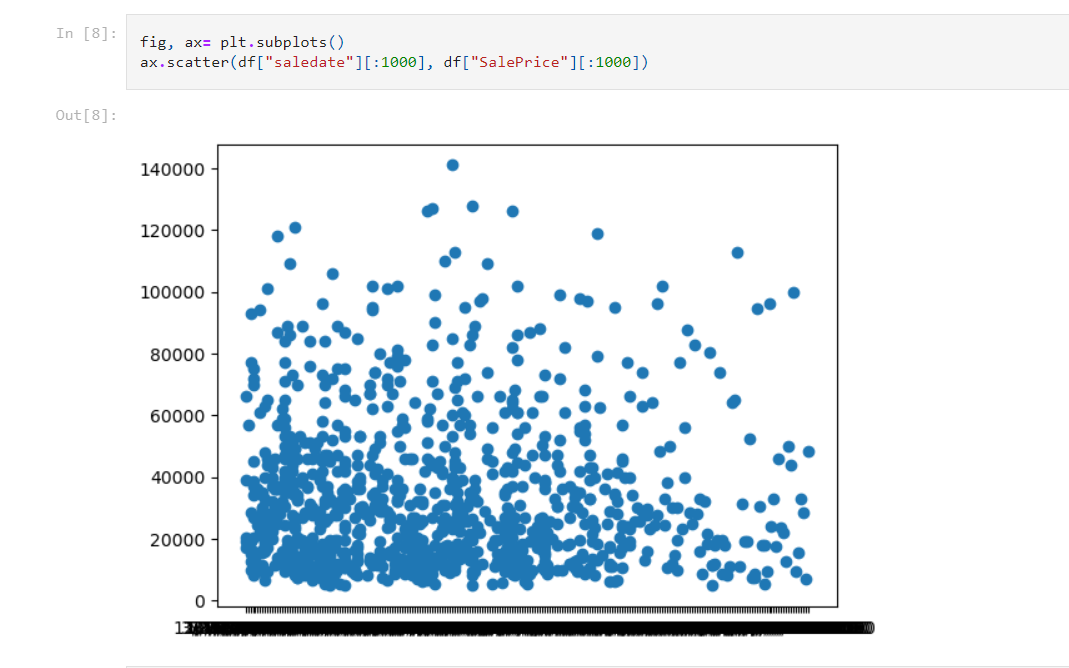 In [8]:
fig, ax= plt.subplots()
ax.scatter(df["saledate"][:1000], df["SalePrice"][:1000])
Out[8]:
140000
120000
100000
80000
60000
40000
20000
0